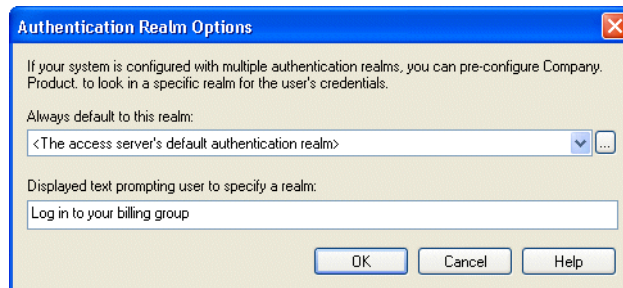 Authentication Realm Options
If your system is configured with multiple authentication realms, you can pre-configure Company.
Product. to look in a specific realm for the user's credentials.
Always default to this realm:
<The access server's default authentication realm>
...
Displayed text prompting user to specify a realm:
Log in to your billing group
OK Cancel Help